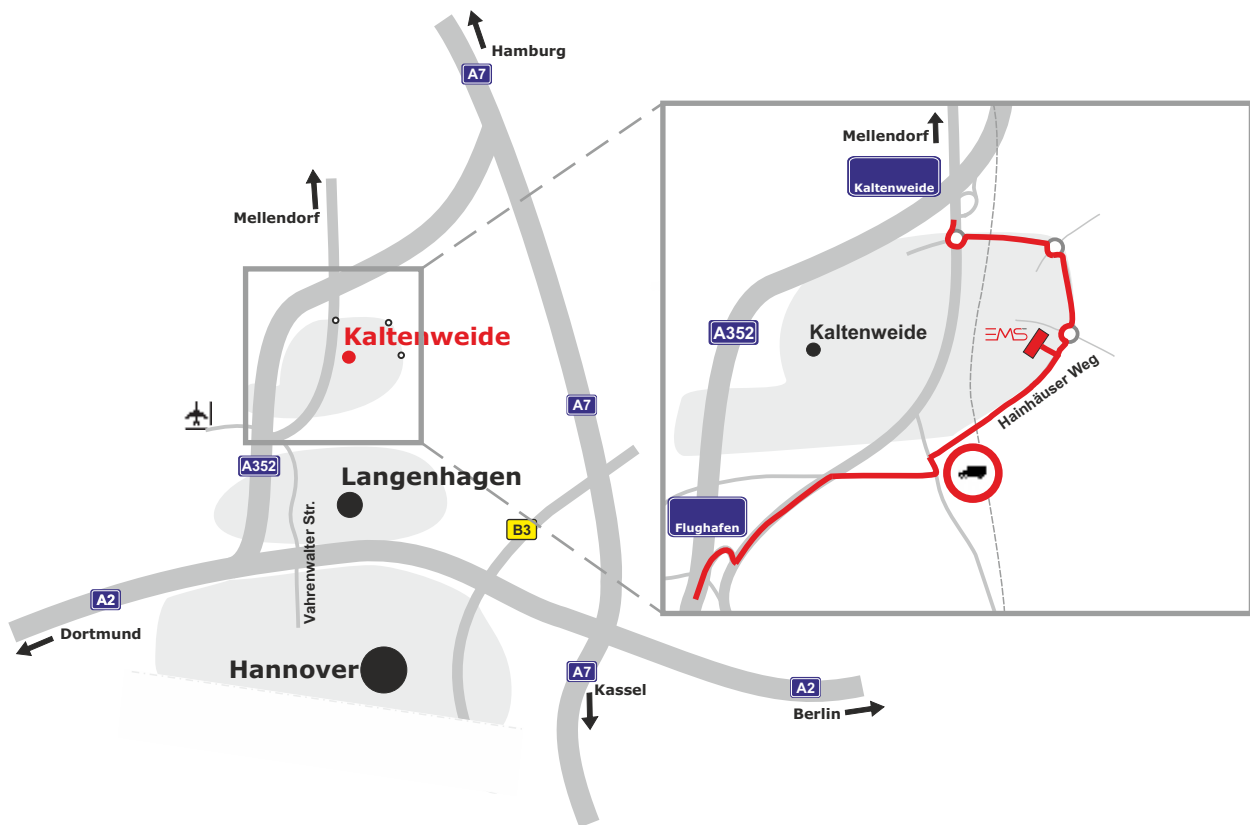 Hamburg
A7
Mellendorf
Kaltenweide
A7
A352
Langenhagen
B3
Vahrenwalter Str.
A2
Dortmund
Hannover
A7
Kassel
A2
Berlin
Mellendorf
Kaltenweide
A352
Kaltenweide
EMS
Hainhäuser Weg
Flughafen